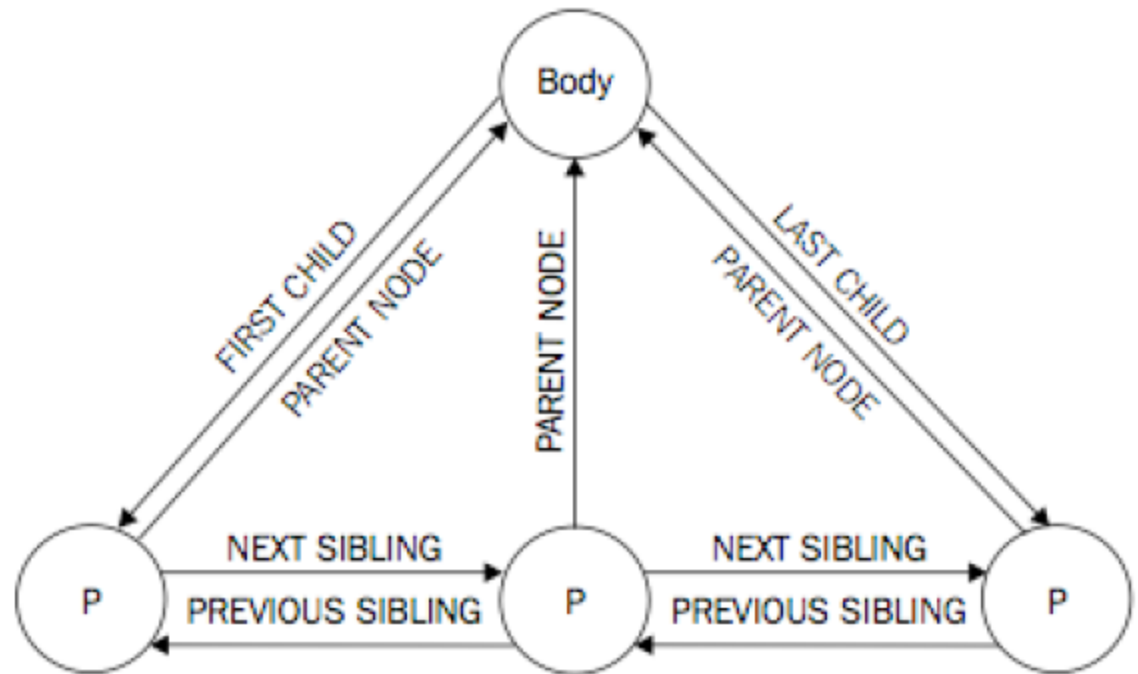 Body
FIRST CHILD
PARENT NODE
PARENT NODE
PARENT NODE
LAST CHILD
NEXT SIBLING
NEXT SIBLING
P
PREVIOUS SIBLING
P
PREVIOUS SIBLING
P